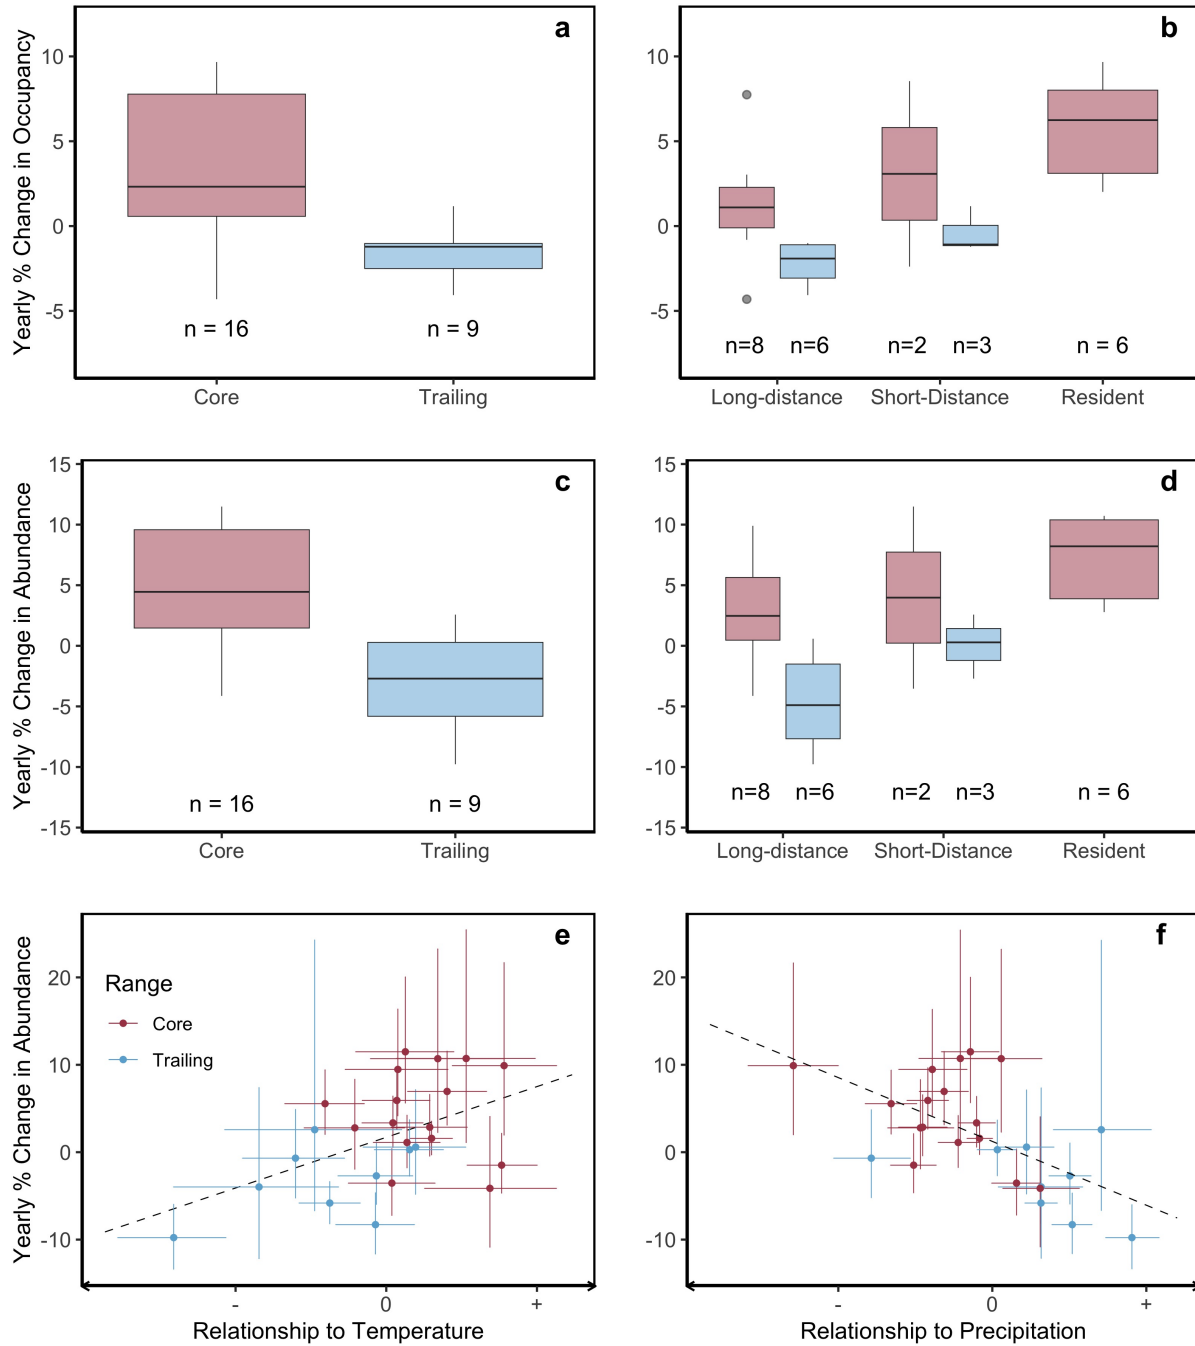 a
b
Yearly % Change in Occupancy
10
5
0
-5
n = 16
n = 9
Core
Trailing
10
5
0
-5
n=8
n=6
n=2
n=3
n = 6
Long-distance
Short-Distance
Resident
c
d
Yearly % Change in Abundance
15
10
5
0
-5
-10
-15
n = 16
n = 9
Core
Trailing
15
10
5
0
-5
-10
-15
n=8
n=6
n=2
n=3
n = 6
Long-distance
Short-Distance
Resident
e
f
Yearly % Change in Abundance
20
10
0
-10
Range
Core
Trailing
-
0
+
Relationship to Temperature
20
10
0
-10
-
0
+
Relationship to Precipitation